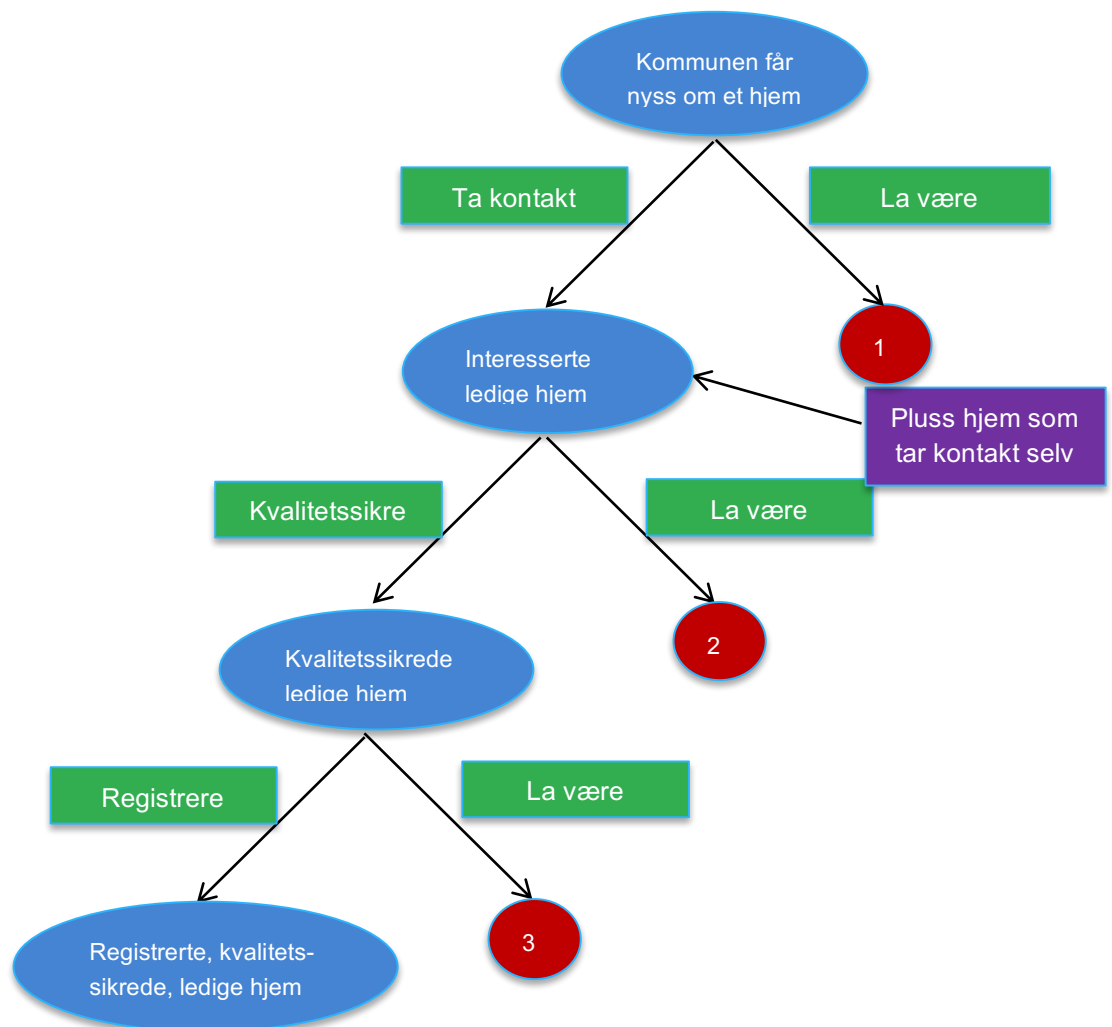 Kommunen får
nyss om et hjem
Ta kontakt
La være
1
Interesserte
ledige hjem
Pluss hjem som
tar kontakt selv
Kvalitetssikre
La være
2
Kvalitetssikrede
ledige hjem
Registrere
La være
3
Registrerte, kvalitets-
sikrede, ledige hjem